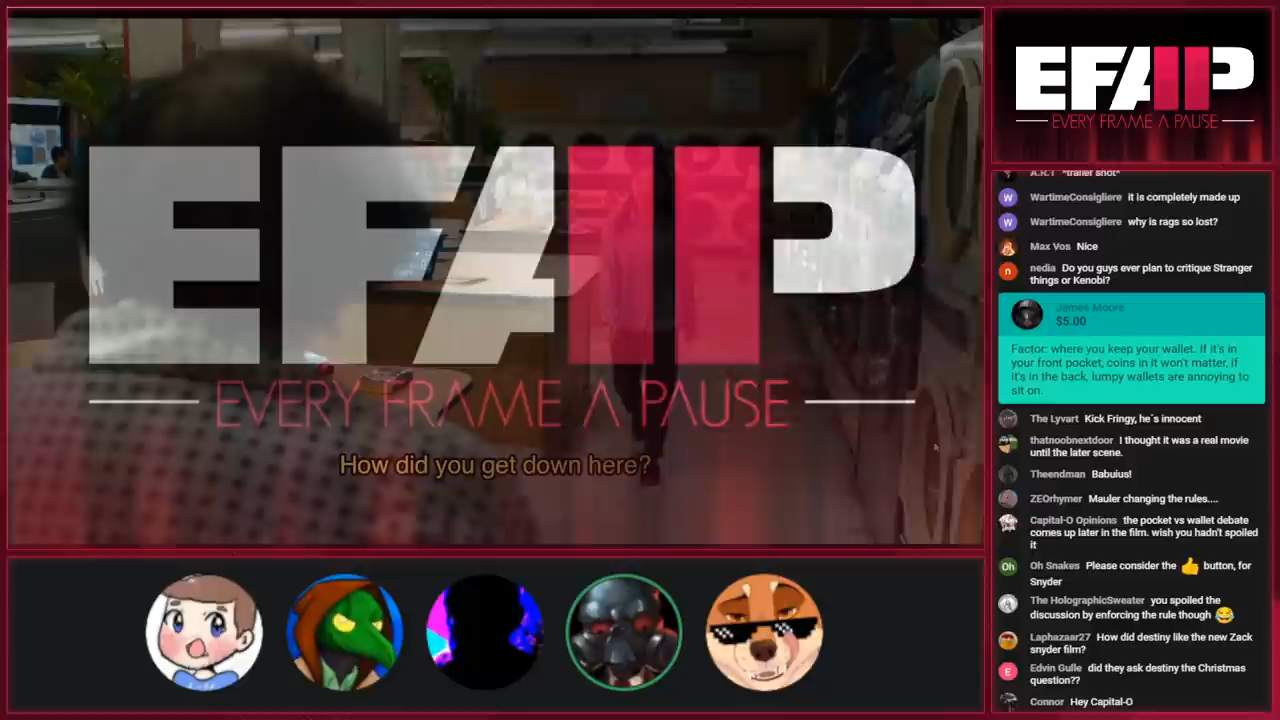 EFAP
EVERY FRAME A PAUSE
How did you get down here?
EFAP
EVERY FRAME A PAUSE
A.R.T *trailer shot*
W WartimeConsigliere it is completely made up
W WartimeConsigliere why is rags so lost?
Max Vos Nice
n nedia Do you guys ever plan to critique Stranger
things or Kenobi?
James Moore
$5.00
Factor: where you keep your wallet. If it's in
your front pocket, coins in it won't matter, if
it's in the back, lumpy wallets are annoying to
sit on.
The Lyvart Kick Fringy, he´s innocent
thatnoobnextdoor I thought it was a real movie
until the later scene.
Theendman Babuius!
ZEOrhymer Mauler changing the rules....
Capital-O Opinions the pocket vs wallet debate
comes up later in the film. wish you hadn't spoiled
it
Oh Oh Snakes Please consider the 👍 button, for
Snyder
The HolographicSweater you spoiled the
discussion by enforcing the rule though 😂
Laphazaar27 How did destiny like the new Zack
snyder film?
E Edvin Gulle did they ask destiny the Christmas
question??
Connor Hey Capital-O